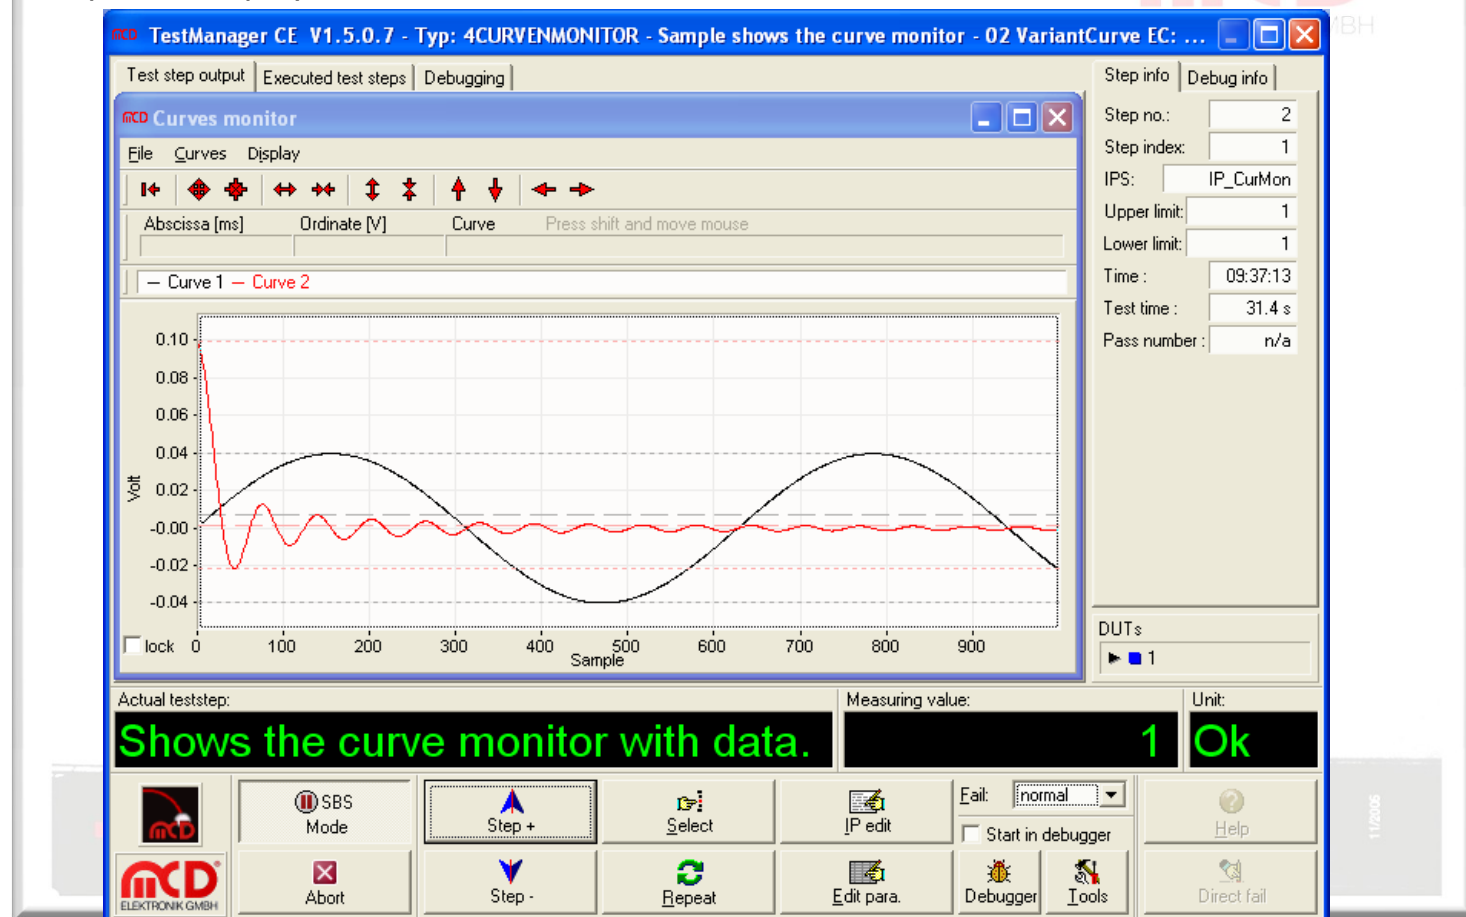 TestManager CE V1.5.0.7 - Typ: 4CURVENMONITOR - Sample shows the curve monitor - 02 VariantCurve EC: ...
Test step output Executed test steps Debugging
Step info Debug info
mCD Curves monitor
File Curves Display
Abscissa [ms] Ordinate [V] Curve Press shift and move mouse
— Curve 1 — Curve 2
0.10
0.08
0.06
0.04
0.02
-0.00
-0.02
-0.04
Volt
lock 0 100 200 300 400 500 600 700 800 900
Sample
Step no.: 2
Step index: 1
IPS: IP_CurMon
Upper limit: 1
Lower limit: 1
Time : 09:37:13
Test time : 31.4 s
Pass number : n/a
DUTs
1
Actual teststep: Measuring value: Unit:
Shows the curve monitor with data. 1 Ok
mCD
SBS Mode Step + Select IP edit Fail: normal Help
Start in debugger
mCD ELEKTRONIK GMBH
Abort Step - Repeat Edit para. Debugger Tools Direct fail
11/2006